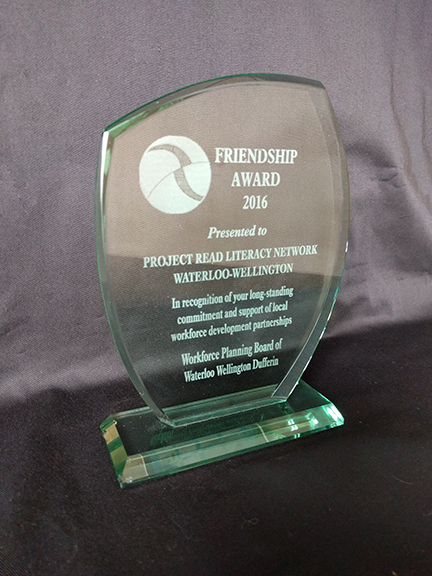 FRIENDSHIP
AWARD
2016
Presented to
PROJECT READ LITERACY NETWORK
WATERLOO-WELLINGTON
In recognition of your long-standing
commitment and support of local
workforce development partnerships
Workforce Planning Board of
Waterloo Wellington Dufferin